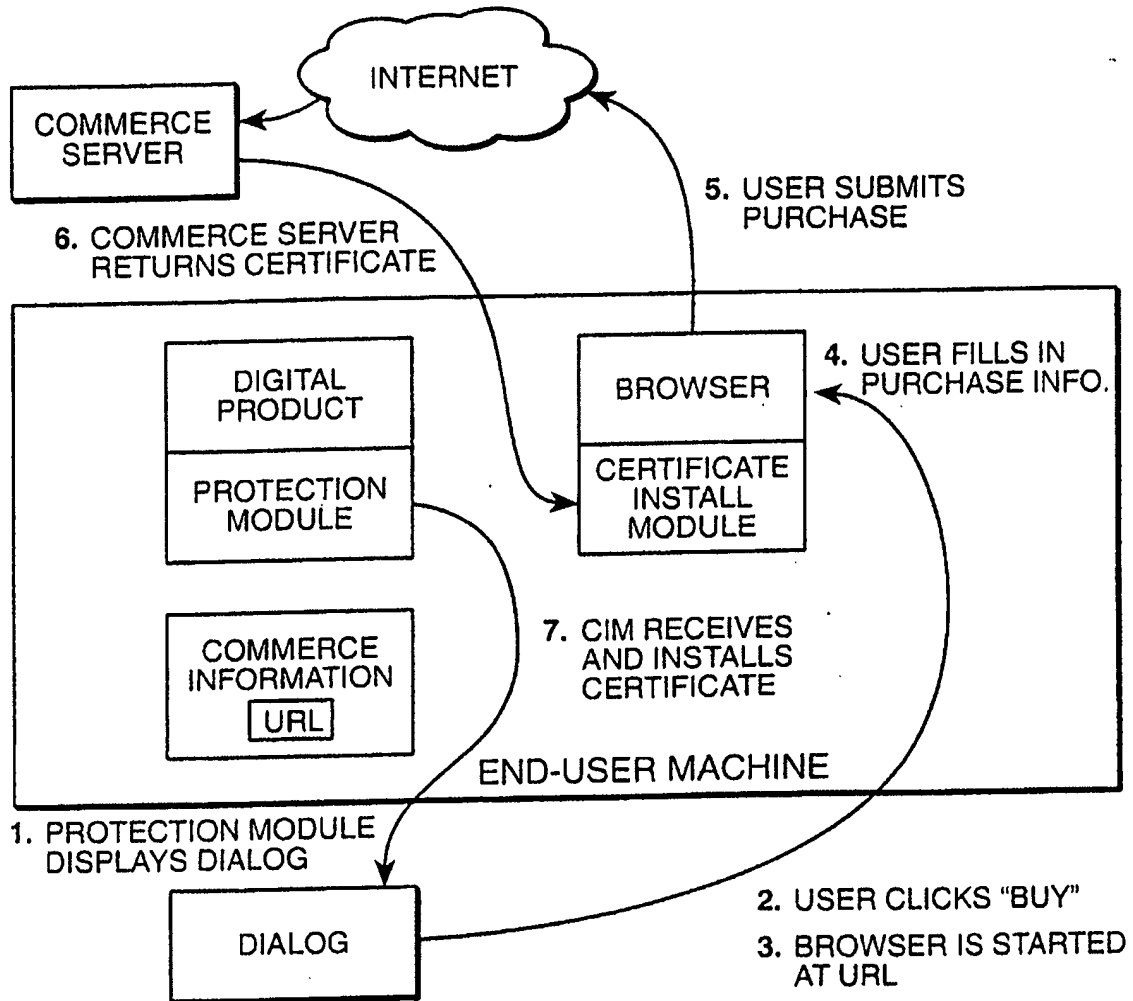 INTERNET
COMMERCE
SERVER
5. USER SUBMITS
PURCHASE
6. COMMERCE SERVER
RETURNS CERTIFICATE
DIGITAL
PRODUCT
PROTECTION
MODULE
BROWSER
CERTIFICATE
INSTALL
MODULE
4. USER FILLS IN
PURCHASE INFO.
COMMERCE
INFORMATION
URL
7. CIM RECEIVES
AND INSTALLS
CERTIFICATE
END-USER MACHINE
1. PROTECTION MODULE
DISPLAYS DIALOG
DIALOG
2. USER CLICKS “BUY”
3. BROWSER IS STARTED
AT URL